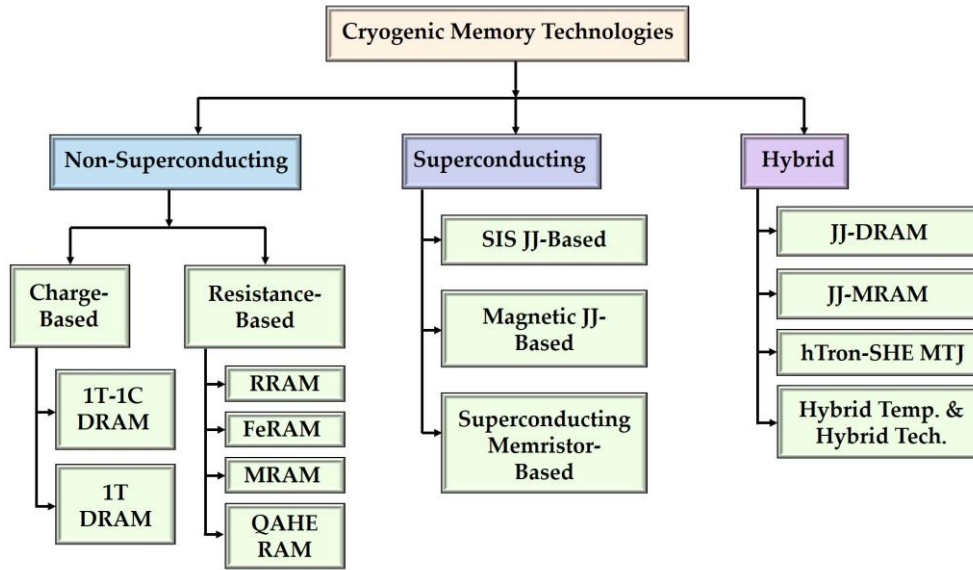 Cryogenic Memory Technologies
Non-Superconducting
Superconducting
Hybrid
Charge-
Based
Resistance-
Based
1T-1C
DRAM
1T
DRAM
RRAM
FeRAM
MRAM
QAHE
RAM
SIS JJ-Based
Magnetic JJ-
Based
Superconducting
Memristor-
Based
JJ-DRAM
JJ-MRAM
hTron-SHE MTJ
Hybrid Temp. &
Hybrid Tech.